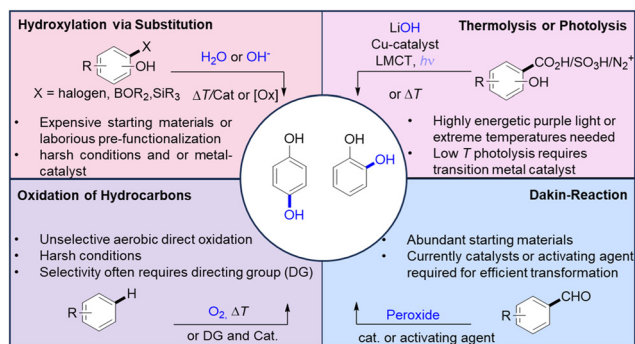 Hydroxylation via Substitution
X
R
OH
H2O or OH-
X = halogen, BOR2,SiR3
ΔT/Cat or [Ox]
• Expensive starting materials or
laborious pre-functionalization
• harsh conditions and or metal-
catalyst
Thermolysis or Photolysis
LiOH
Cu-catalyst
LMCT, hν
or ΔT
CO2H/SO3H/N2+
R
OH
• Highly energetic purple light or
extreme temperatures needed
• Low T photolysis requires
transition metal catalyst
OH
OH
OH
OH
Oxidation of Hydrocarbons
• Unselective aerobic direct oxidation
• Harsh conditions
• Selectivity often requires directing group (DG)
H
R
O2, ΔT
or DG and Cat.
Dakin-Reaction
• Abundant starting materials
• Currently catalysts or activating agent
required for efficient transformation
Peroxide
cat. or activating agent
CHO
R